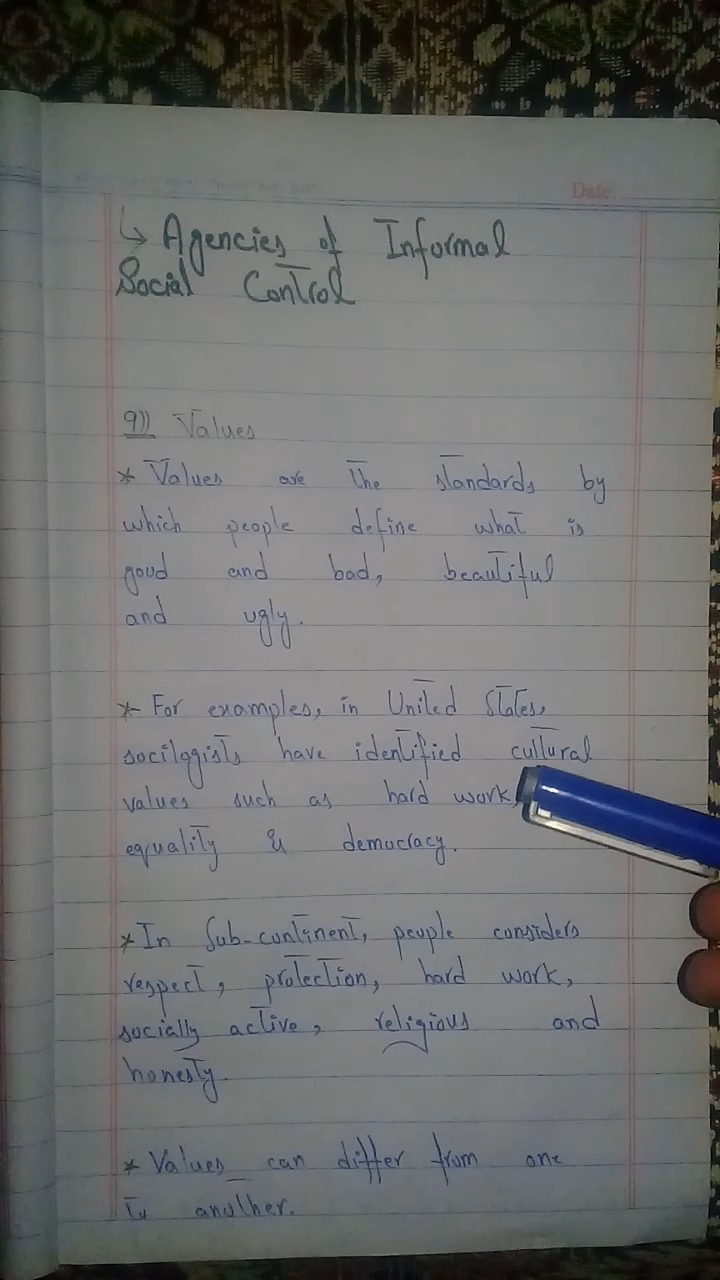 Date.
↳ Agencies of Informal
Social Control
9)) Values
* Values are the standards by
which people define what is
good and bad, beautiful
and ugly.
* For examples, in United States,
socilogists have identified cultural
values such as hard work,
equality & democracy.
* In Sub-continent, people considers
respect, protection, hard work,
socially active, religious and
honesty.
* Values can differ from one
to another.